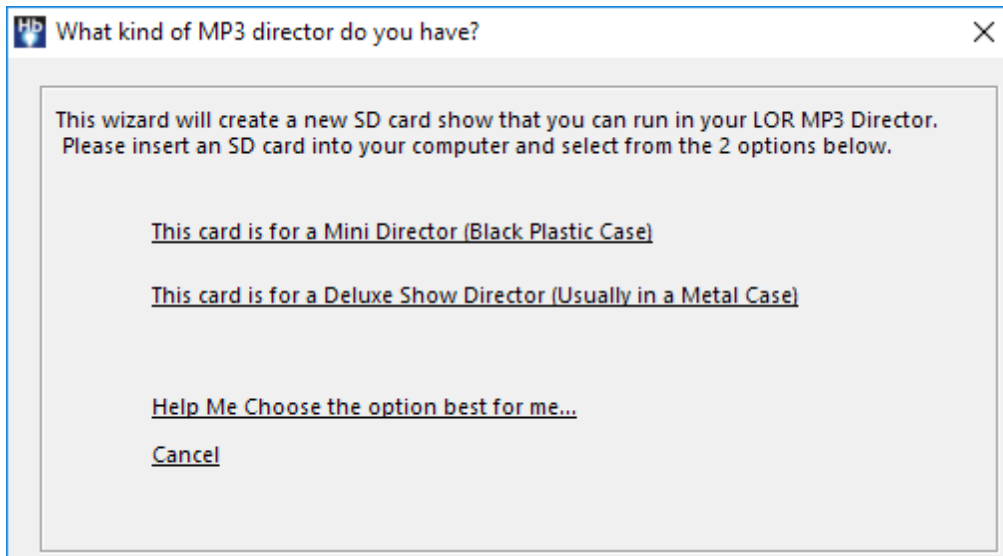 Hb What kind of MP3 director do you have?
This wizard will create a new SD card show that you can run in your LOR MP3 Director.
Please insert an SD card into your computer and select from the 2 options below.
This card is for a Mini Director (Black Plastic Case)
This card is for a Deluxe Show Director (Usually in a Metal Case)
Help Me Choose the option best for me...
Cancel